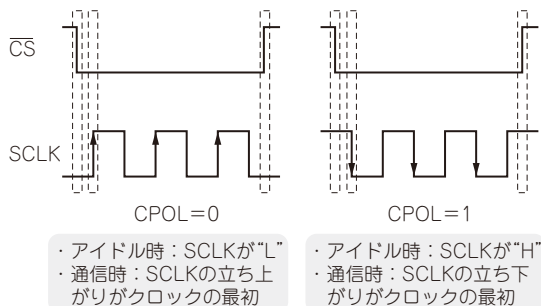 CS
SCLK
CPOL=0
CPOL=1
・アイドル時：SCLKが“L”
・通信時：SCLKの立ち上
がりがクロックの最初
・アイドル時：SCLKが“H”
・通信時：SCLKの立ち下
がりがクロックの最初